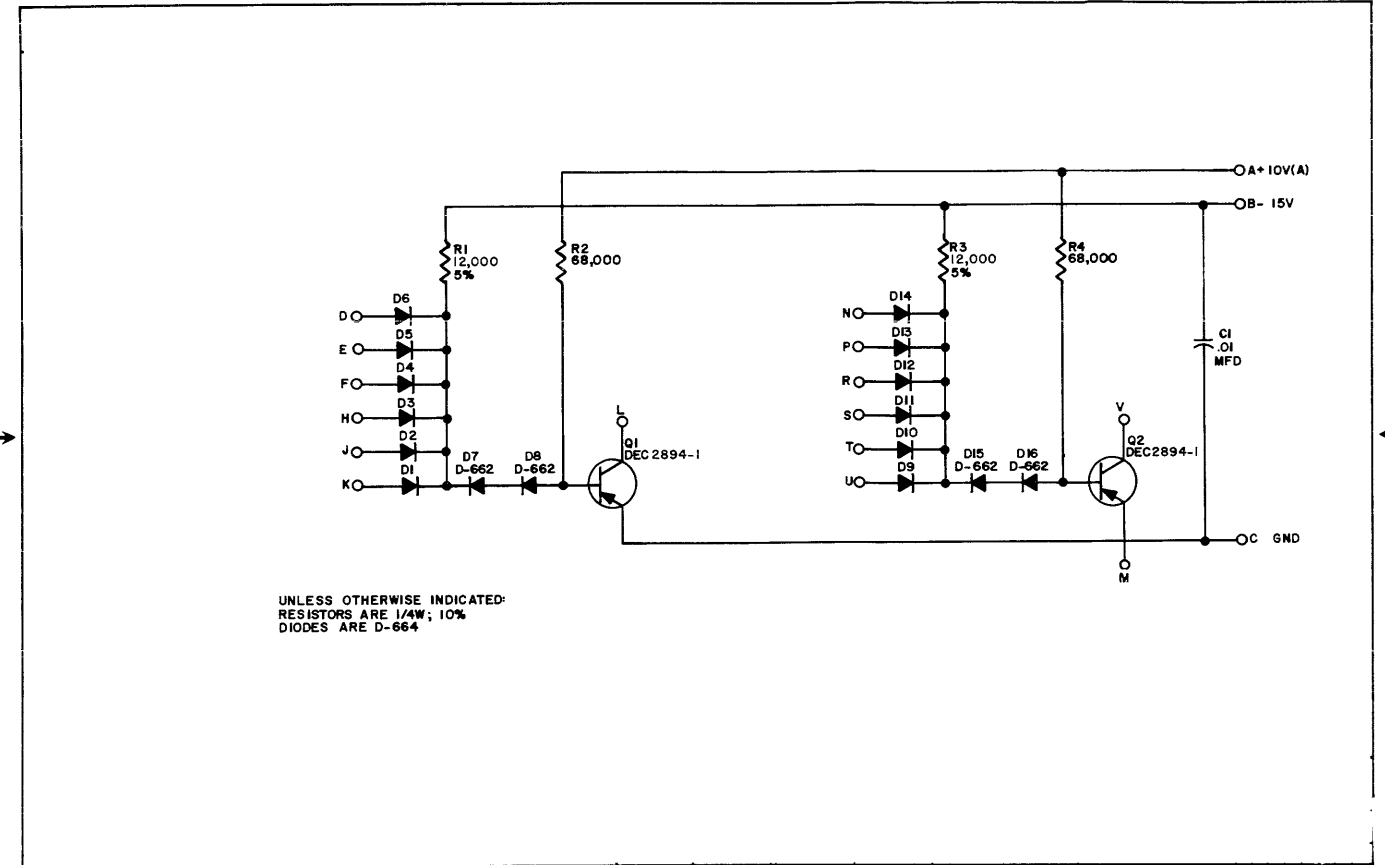 A+ 10V(A)
B- 15V
R1
12,000
5%
R2
68,000
R3
12,000
5%
R4
68,000
D6
D
D5
E
D4
F
D3
H
D2
J
D1
K
D7
D-662
D8
D-662
L
Q1
DEC2894-1
D14
N
D13
P
D12
R
D11
S
D10
T
D9
U
D15
D-662
D16
D-662
V
Q2
DEC2894-1
M
C1
.01
MFD
C GND
UNLESS OTHERWISE INDICATED:
RESISTORS ARE 1/4W; 10%
DIODES ARE D-664